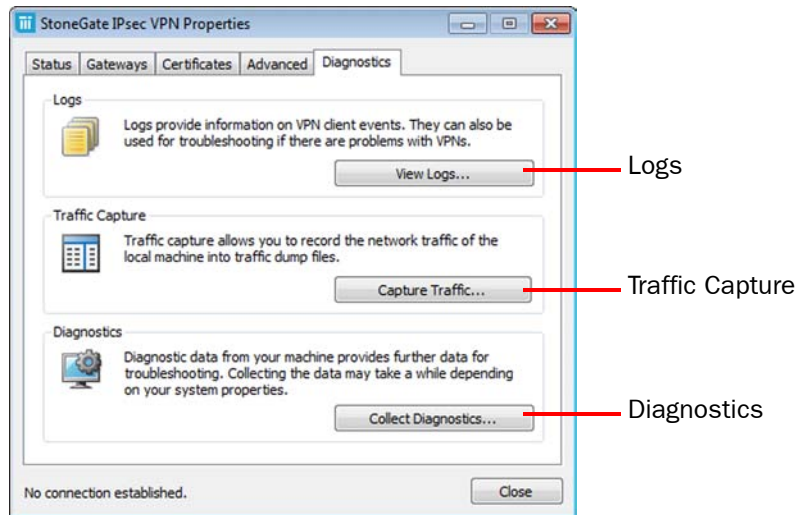 StoneGate IPsec VPN Properties
Status Gateways Certificates Advanced Diagnostics
Logs
Logs provide information on VPN client events. They can also be
used for troubleshooting if there are problems with VPNs.
View Logs...
Logs
Traffic Capture
Traffic capture allows you to record the network traffic of the
local machine into traffic dump files.
Capture Traffic...
Traffic Capture
Diagnostics
Diagnostic data from your machine provides further data for
troubleshooting. Collecting the data may take a while depending
on your system properties.
Collect Diagnostics...
Diagnostics
No connection established.
Close